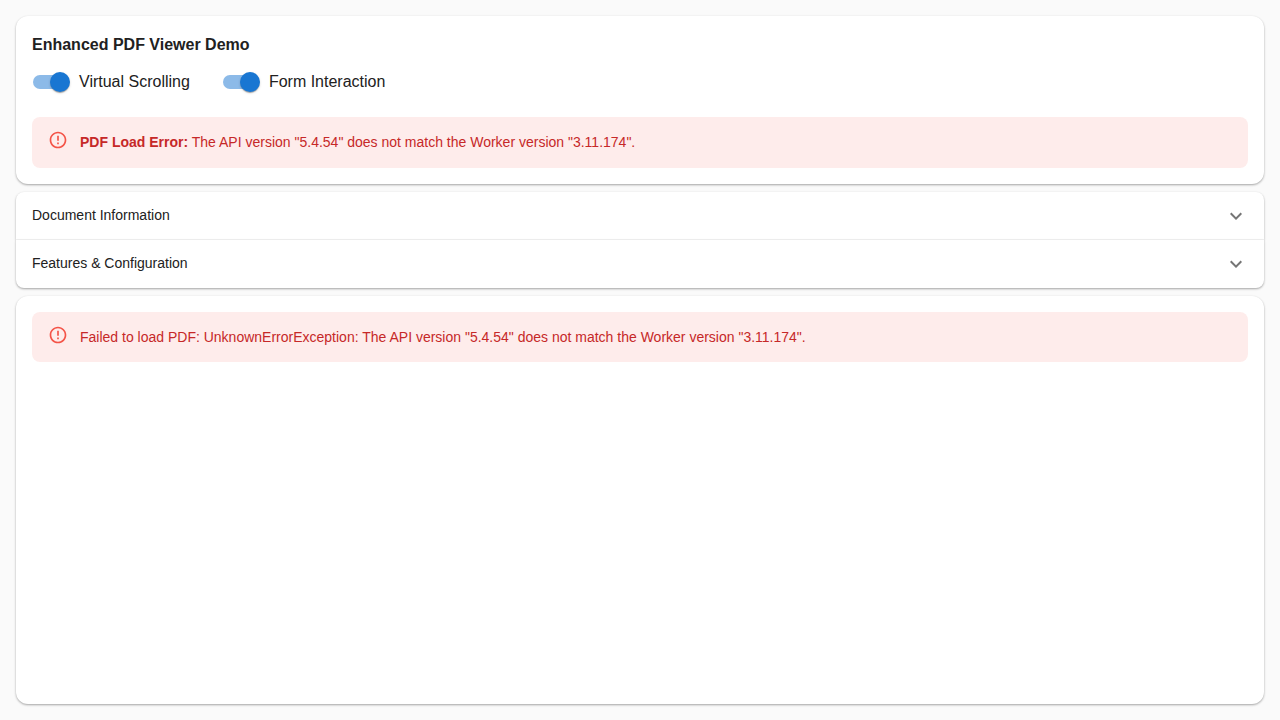 Enhanced PDF Viewer Demo
Virtual Scrolling Form Interaction
PDF Load Error: The API version "5.4.54" does not match the Worker version "3.11.174".
Document Information
Features & Configuration
Failed to load PDF: UnknownErrorException: The API version "5.4.54" does not match the Worker version "3.11.174".